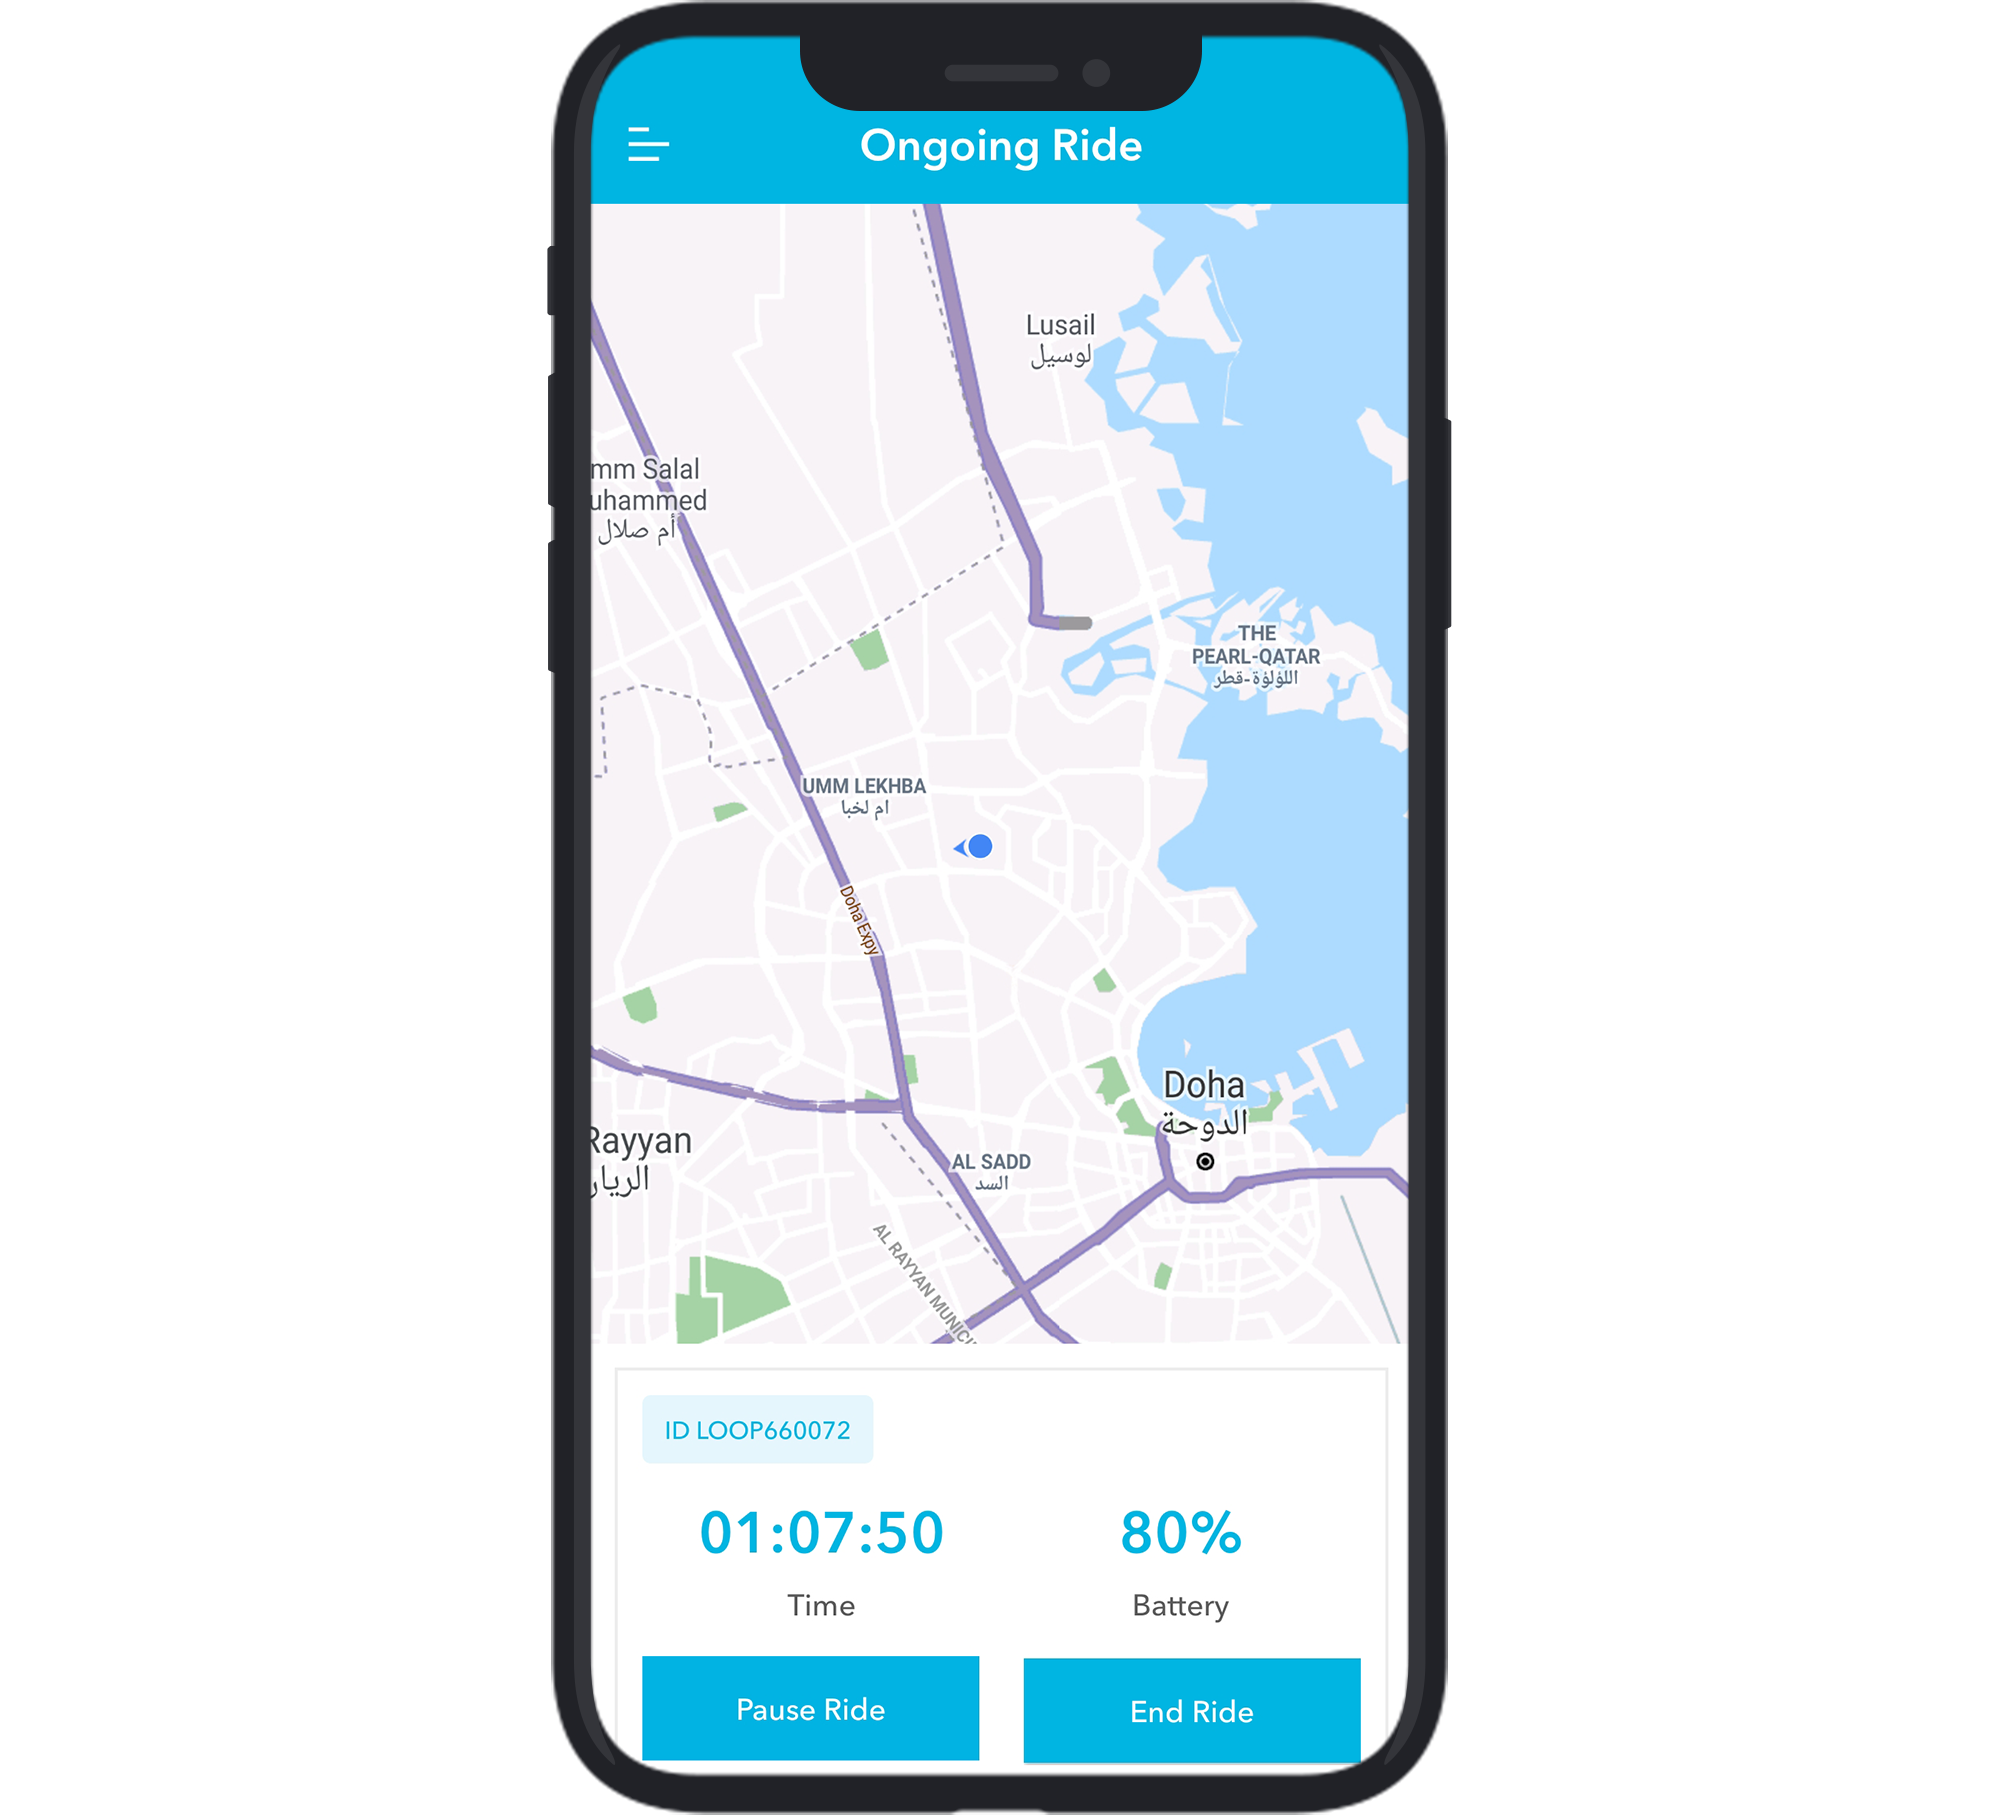 Ongoing Ride
Lusail
لوسيل
mm Salal
uhammed
أم صلال
THE
PEARL-QATAR
اللؤلؤة-قطر
UMM LEKHBA
ام لخبا
Doha Expy
Doha
الدوحة
Rayyan
الريار
AL SADD
السد
AL RAYYAN MUNICI
ID LOOP660072
01:07:50
80%
Time
Battery
Pause Ride
End Ride